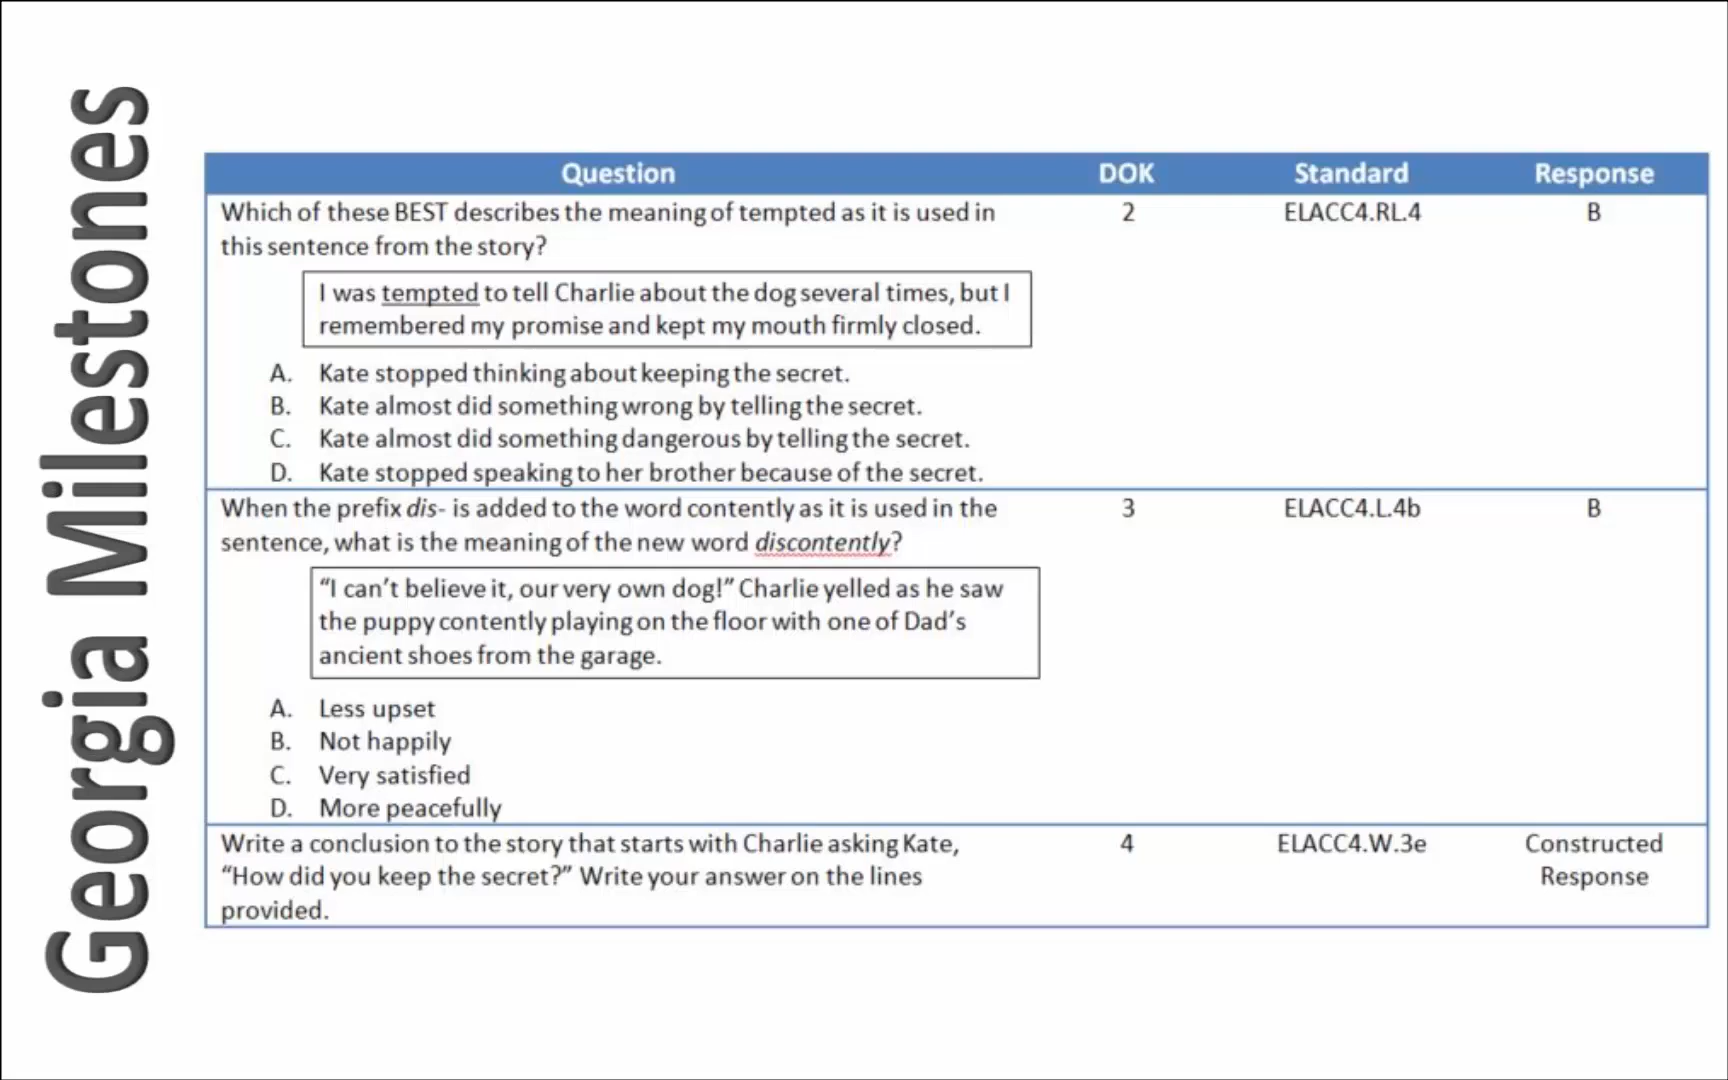 Georgia Milestones
Question DOK Standard Response
Which of these BEST describes the meaning of tempted as it is used in 2 ELACC4.RL.4 B
this sentence from the story?
I was tempted to tell Charlie about the dog several times, but I
remembered my promise and kept my mouth firmly closed.
A. Kate stopped thinking about keeping the secret.
B. Kate almost did something wrong by telling the secret.
C. Kate almost did something dangerous by telling the secret.
D. Kate stopped speaking to her brother because of the secret.
When the prefix dis- is added to the word contently as it is used in the 3 ELACC4.L.4b B
sentence, what is the meaning of the new word discontently?
“I can’t believe it, our very own dog!” Charlie yelled as he saw
the puppy contently playing on the floor with one of Dad’s
ancient shoes from the garage.
A. Less upset
B. Not happily
C. Very satisfied
D. More peacefully
Write a conclusion to the story that starts with Charlie asking Kate, 4 ELACC4.W.3e Constructed
“How did you keep the secret?” Write your answer on the lines Response
provided.